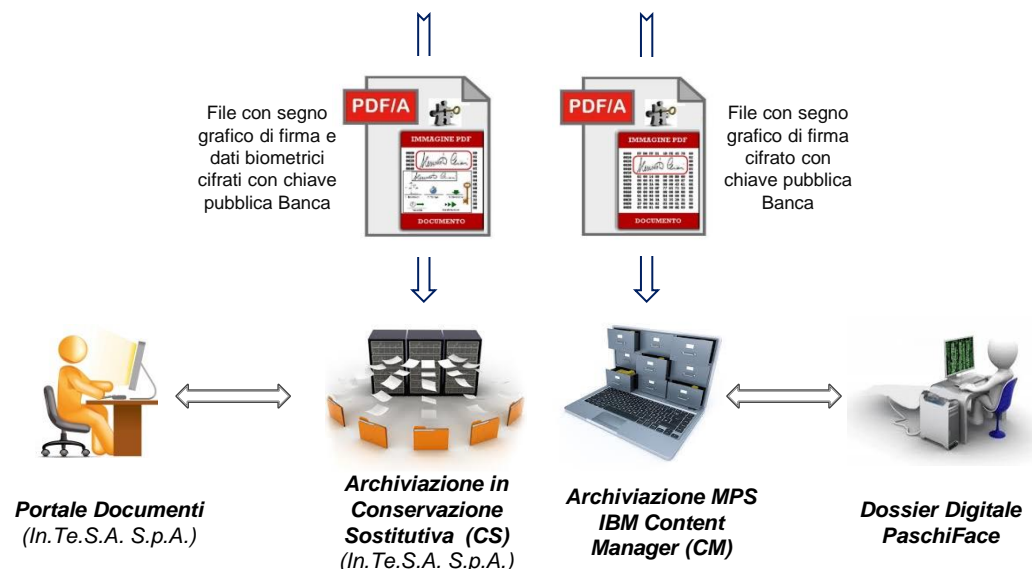 File con segno
grafico di firma e
dati biometrici
cifrati con chiave
pubblica Banca
PDF/A
IMMAGINE PDF
DOCUMENTO
PDF/A
IMMAGINE PDF
DOCUMENTO
File con segno
grafico di firma
cifrato con
chiave pubblica
Banca
Portale Documenti
(In.Te.S.A. S.p.A.)
Archiviazione in
Conservazione
Sostitutiva (CS)
(In.Te.S.A. S.p.A.)
Archiviazione MPS
IBM Content
Manager (CM)
Dossier Digitale
PaschiFace